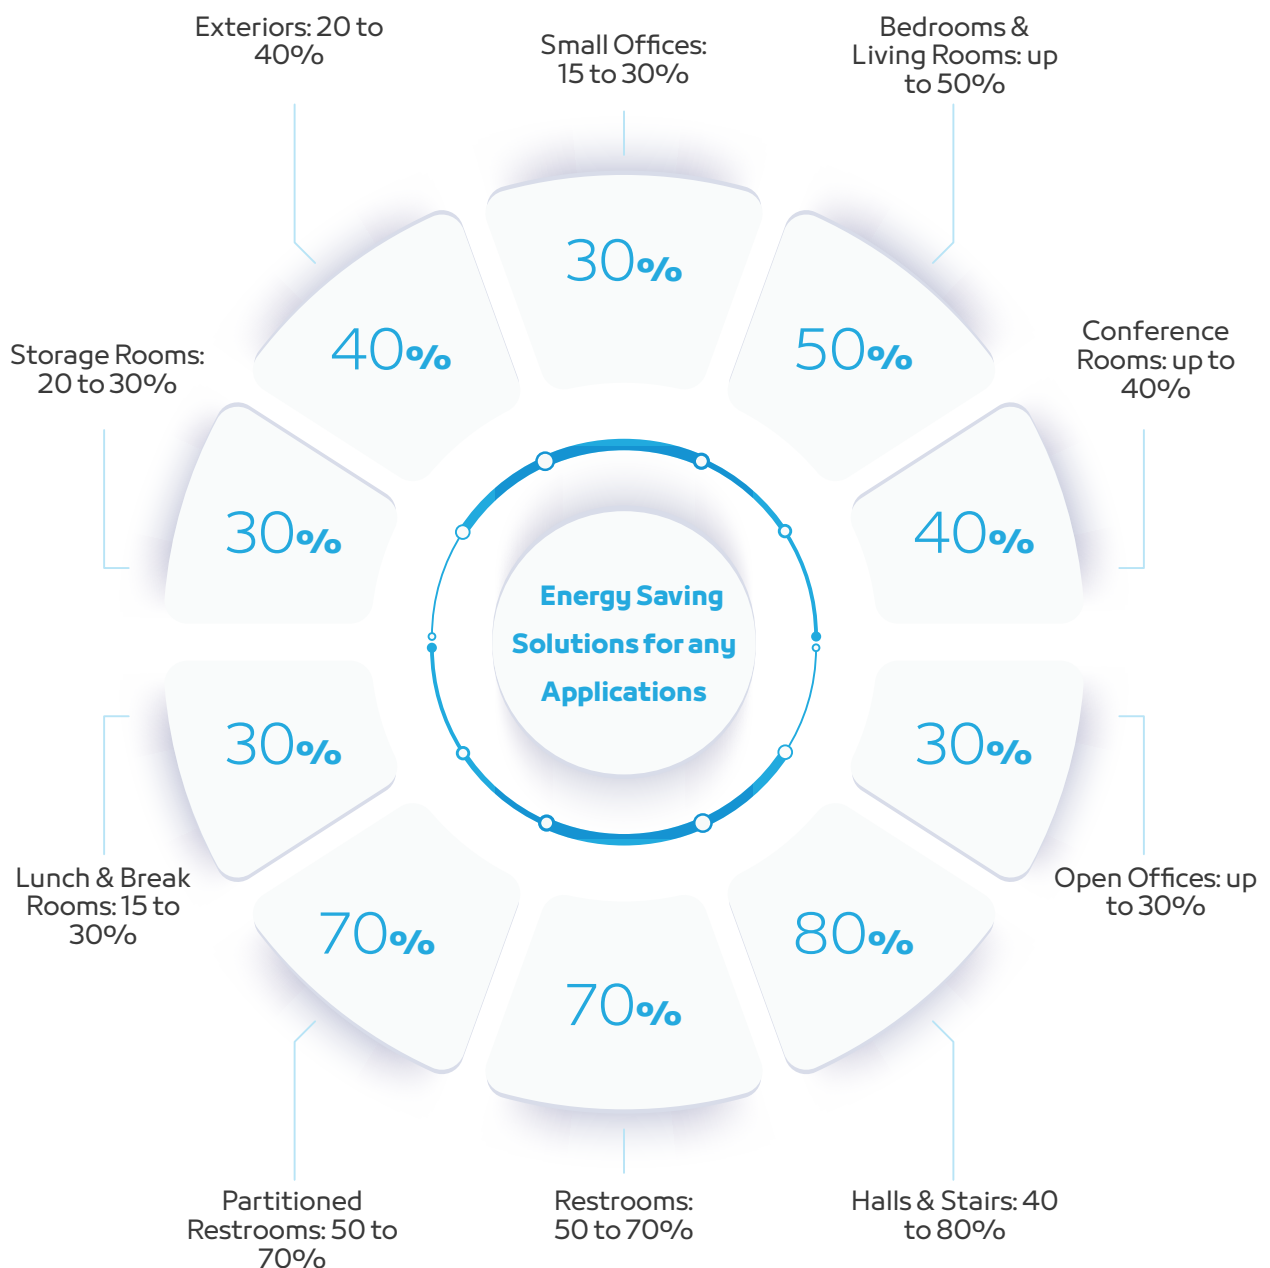 Exteriors: 20 to
40%
Small Offices:
15 to 30%
Bedrooms &
Living Rooms: up
to 50%
30%
40%
50%
Storage Rooms:
20 to 30%
Conference
Rooms: up to
40%
30%
40%
Energy Saving
Solutions for any
Applications
30%
30%
Lunch & Break
Rooms: 15 to
30%
Open Offices: up
to 30%
70%
80%
70%
Partitioned
Restrooms: 50 to
70%
Restrooms:
50 to 70%
Halls & Stairs: 40
to 80%